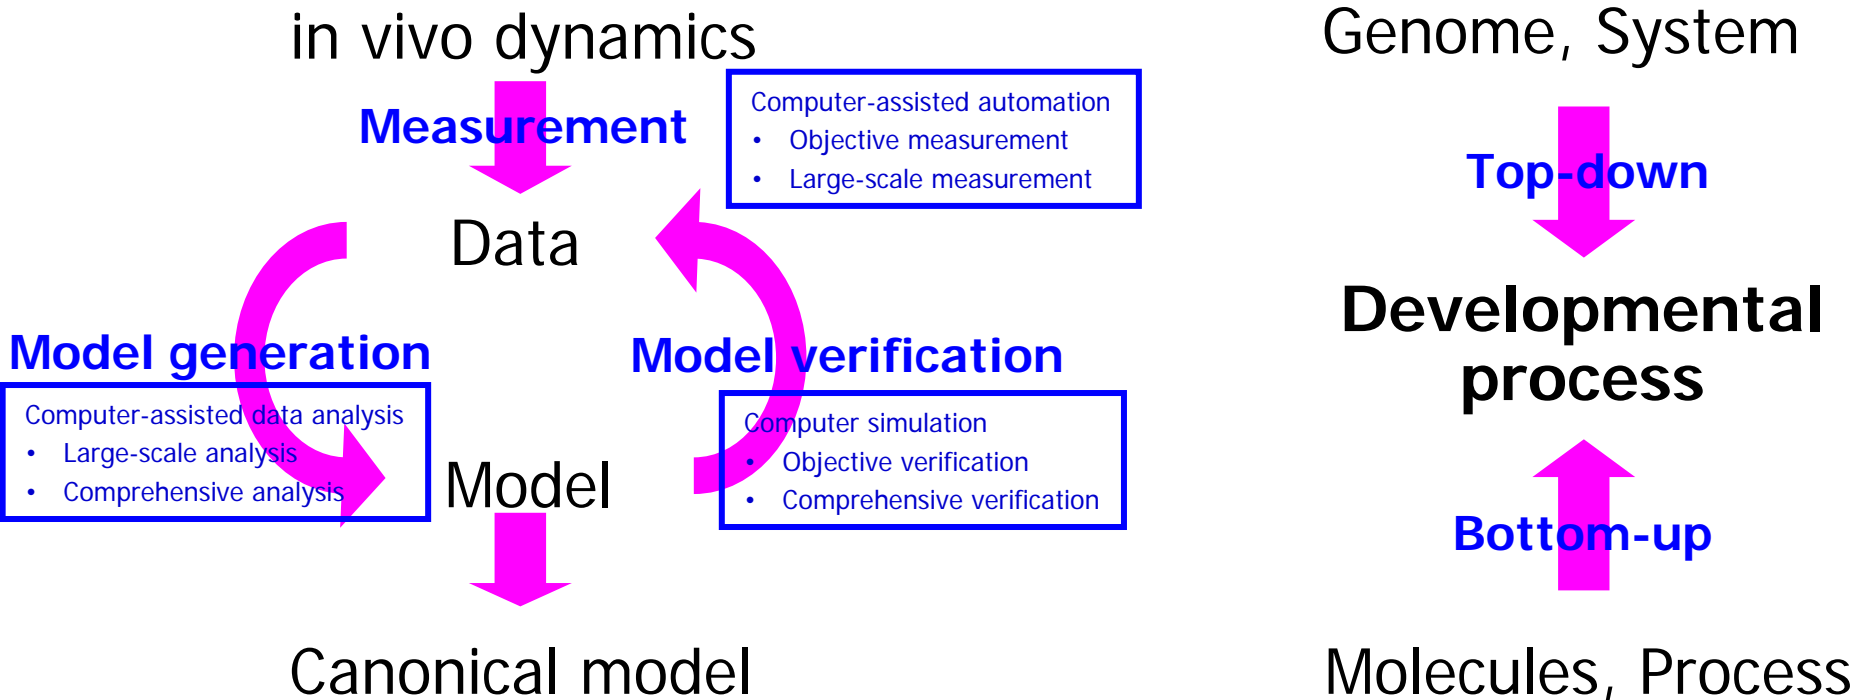 in vivo dynamics
Measurement
Computer-assisted automation
• Objective measurement
• Large-scale measurement
Data
Model generation
Computer-assisted data analysis
• Large-scale analysis
• Comprehensive analysis
Model verification
Computer simulation
• Objective verification
• Comprehensive verification
Model
Canonical model
Genome, System
Top-down
Developmental
process
Bottom-up
Molecules, Process